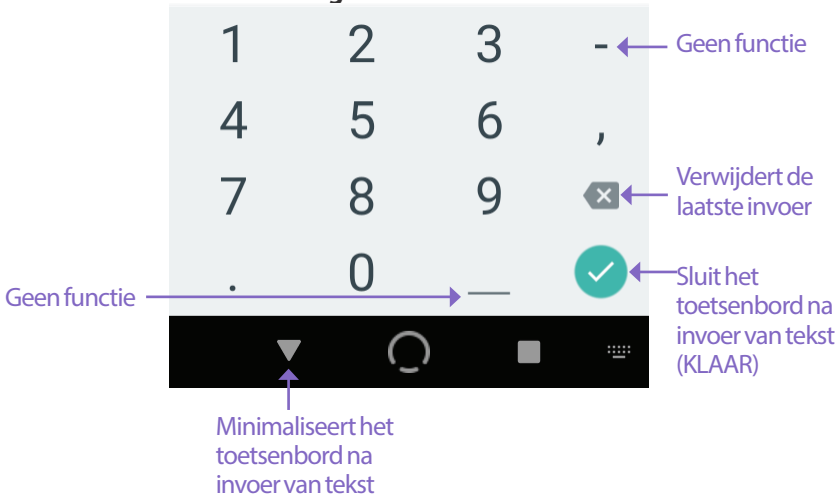 1 2 3 -
Geen functie
4 5 6 ,
7 8 9
Verwijdert de
laatste invoer
. 0
Geen functie
Sluit het
toetsenbord na
invoer van tekst
(KLAAR)
Minimaliseert het
toetsenbord na
invoer van tekst